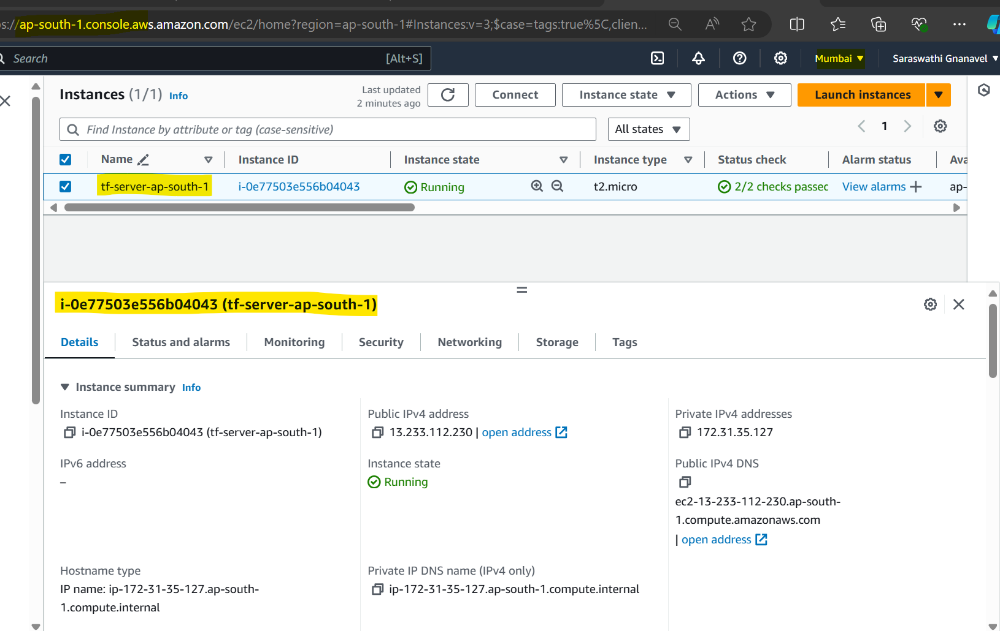 s://ap-south-1.console.aws.amazon.com/ec2/home?region=ap-south-1#Instances:v=3;$case=tags:true%5C,clien...
Search [Alt+S] Mumbai Saraswathi Gnanavel
Instances (1/1) Info
Last updated
2 minutes ago
Connect Instance state Actions Launch instances
Find Instance by attribute or tag (case-sensitive) All states 1
Name Instance ID Instance state Instance type Status check Alarm status Ava
tf-server-ap-south-1 i-0e77503e556b04043 Running t2.micro 2/2 checks passed View alarms + ap-
i-0e77503e556b04043 (tf-server-ap-south-1)
Details Status and alarms Monitoring Security Networking Storage Tags
Instance summary Info
Instance ID
i-0e77503e556b04043 (tf-server-ap-south-1)
Public IPv4 address
13.233.112.230 | open address
Private IPv4 addresses
172.31.35.127
IPv6 address
–
Instance state
Running
Public IPv4 DNS
ec2-13-233-112-230.ap-south-
1.compute.amazonaws.com
| open address
Hostname type
IP name: ip-172-31-35-127.ap-south-
1.compute.internal
Private IP DNS name (IPv4 only)
ip-172-31-35-127.ap-south-1.compute.internal